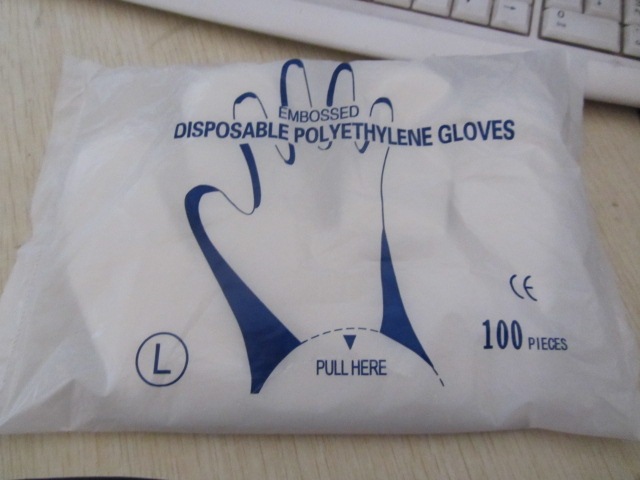 EMBOSSED
DISPOSABLE POLYETHYLENE GLOVES
CE
100 PIECES
L
PULL HERE